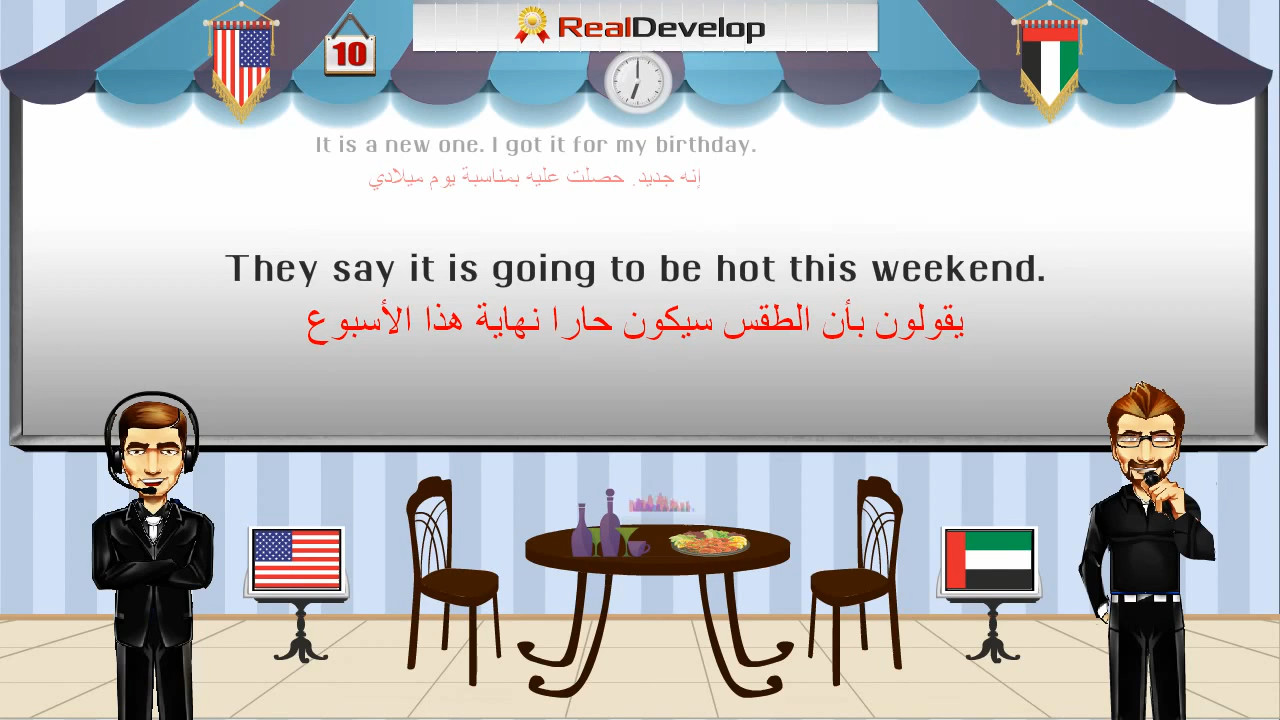 RealDevelop
10
It is a new one. I got it for my birthday.
إنه جديد. حصلت عليه بمناسبة يوم ميلادي
They say it is going to be hot this weekend.
يقولون بأن الطقس سيكون حارا نهاية هذا الأسبوع